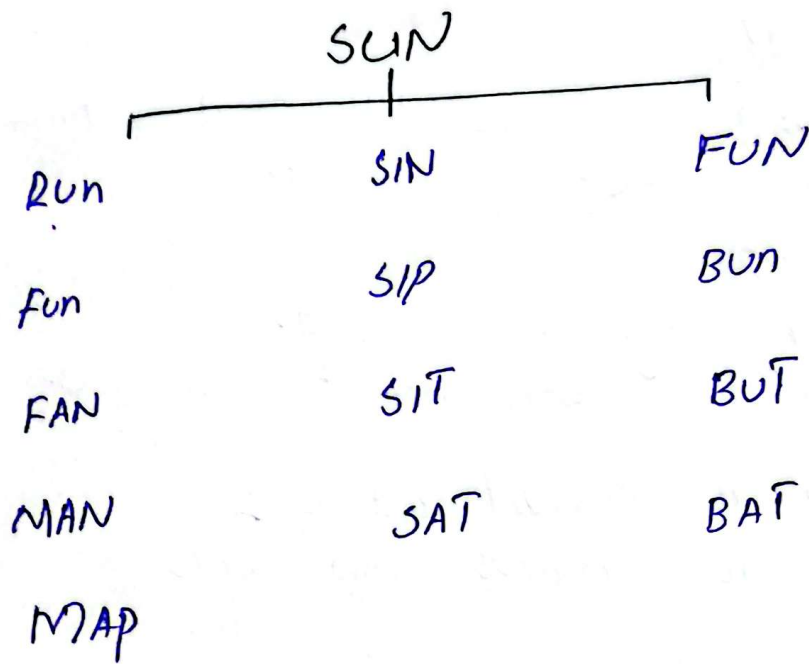 SUN
Run SIN FUN
Fun SIP Bun
FAN SIT BUT
MAN SAT BAT
MAP